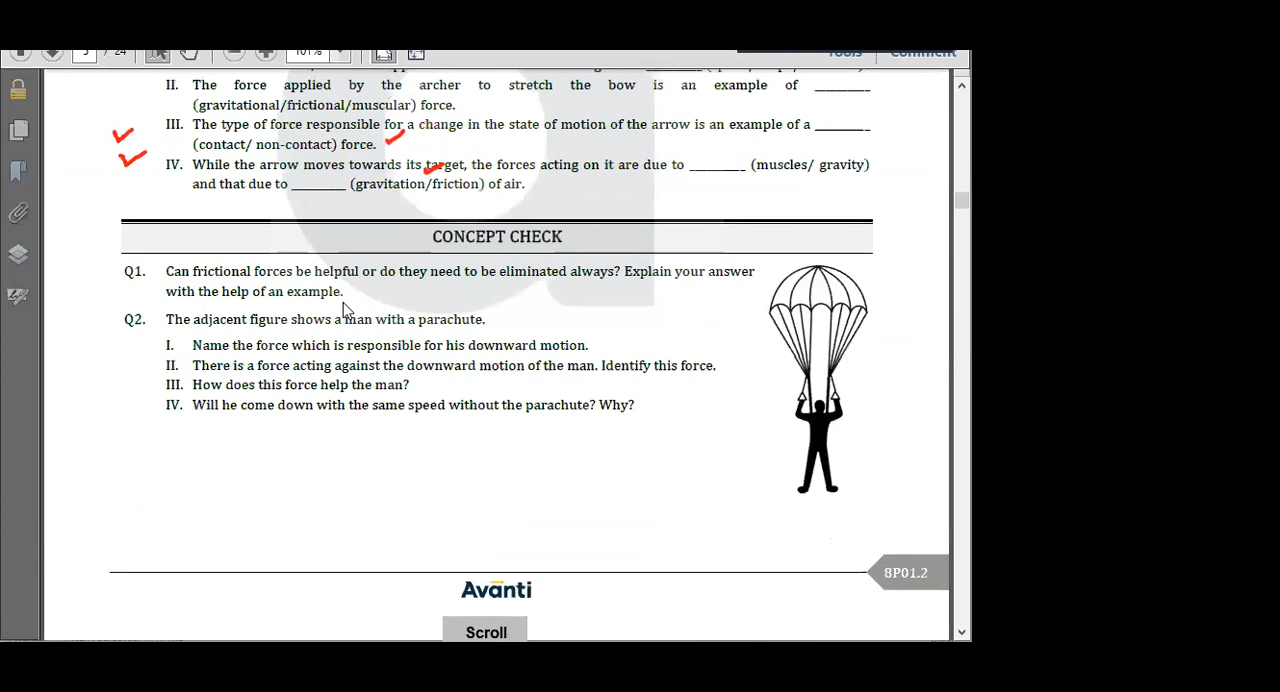 5 / 24
101%
Tools
Comment
II. The force applied by the archer to stretch the bow is an example of ________
(gravitational/frictional/muscular) force.
III. The type of force responsible for a change in the state of motion of the arrow is an example of a ________
(contact/ non-contact) force.
IV. While the arrow moves towards its target, the forces acting on it are due to ________ (muscles/ gravity)
and that due to ________ (gravitation/friction) of air.
CONCEPT CHECK
Q1. Can frictional forces be helpful or do they need to be eliminated always? Explain your answer
with the help of an example.
Q2. The adjacent figure shows a man with a parachute.
I. Name the force which is responsible for his downward motion.
II. There is a force acting against the downward motion of the man. Identify this force.
III. How does this force help the man?
IV. Will he come down with the same speed without the parachute? Why?
8P01.2
Avanti
Scroll